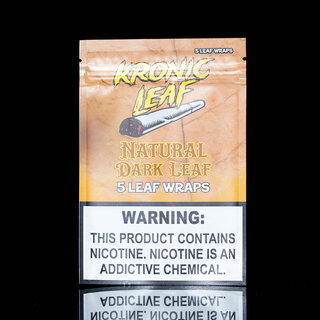 5 LEAF WRAPS
KRONIC
LEAF
NATURAL
DARK LEAF
5 LEAF WRAPS
WARNING:
THIS PRODUCT CONTAINS
NICOTINE. NICOTINE IS AN
ADDICTIVE CHEMICAL.